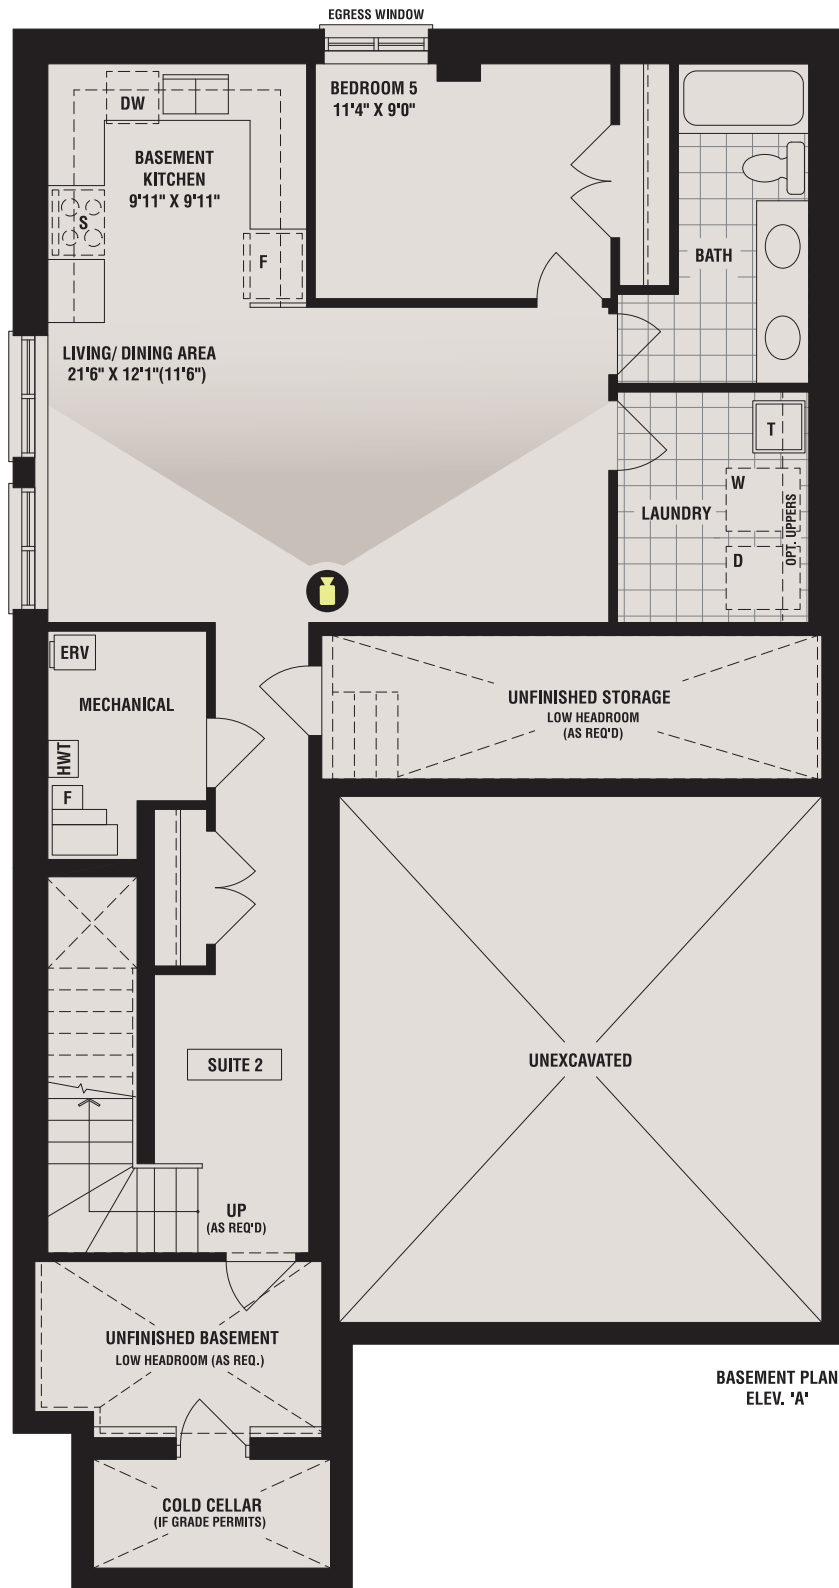 EGRESS WINDOW
DW
BEDROOM 5
11'4" X 9'0"
BASEMENT
KITCHEN
9'11" X 9'11"
S
F
BATH
LIVING/ DINING AREA
21'6" X 12'1"(11'6")
T
W
LAUNDRY
OPT. UPPERS
D
ERV
MECHANICAL
UNFINISHED STORAGE
LOW HEADROOM
(AS REQ'D)
HWT
F
SUITE 2
UNEXCAVATED
UP
(AS REQ'D)
UNFINISHED BASEMENT
LOW HEADROOM (AS REQ.)
BASEMENT PLAN
ELEV. 'A'
COLD CELLAR
(IF GRADE PERMITS)